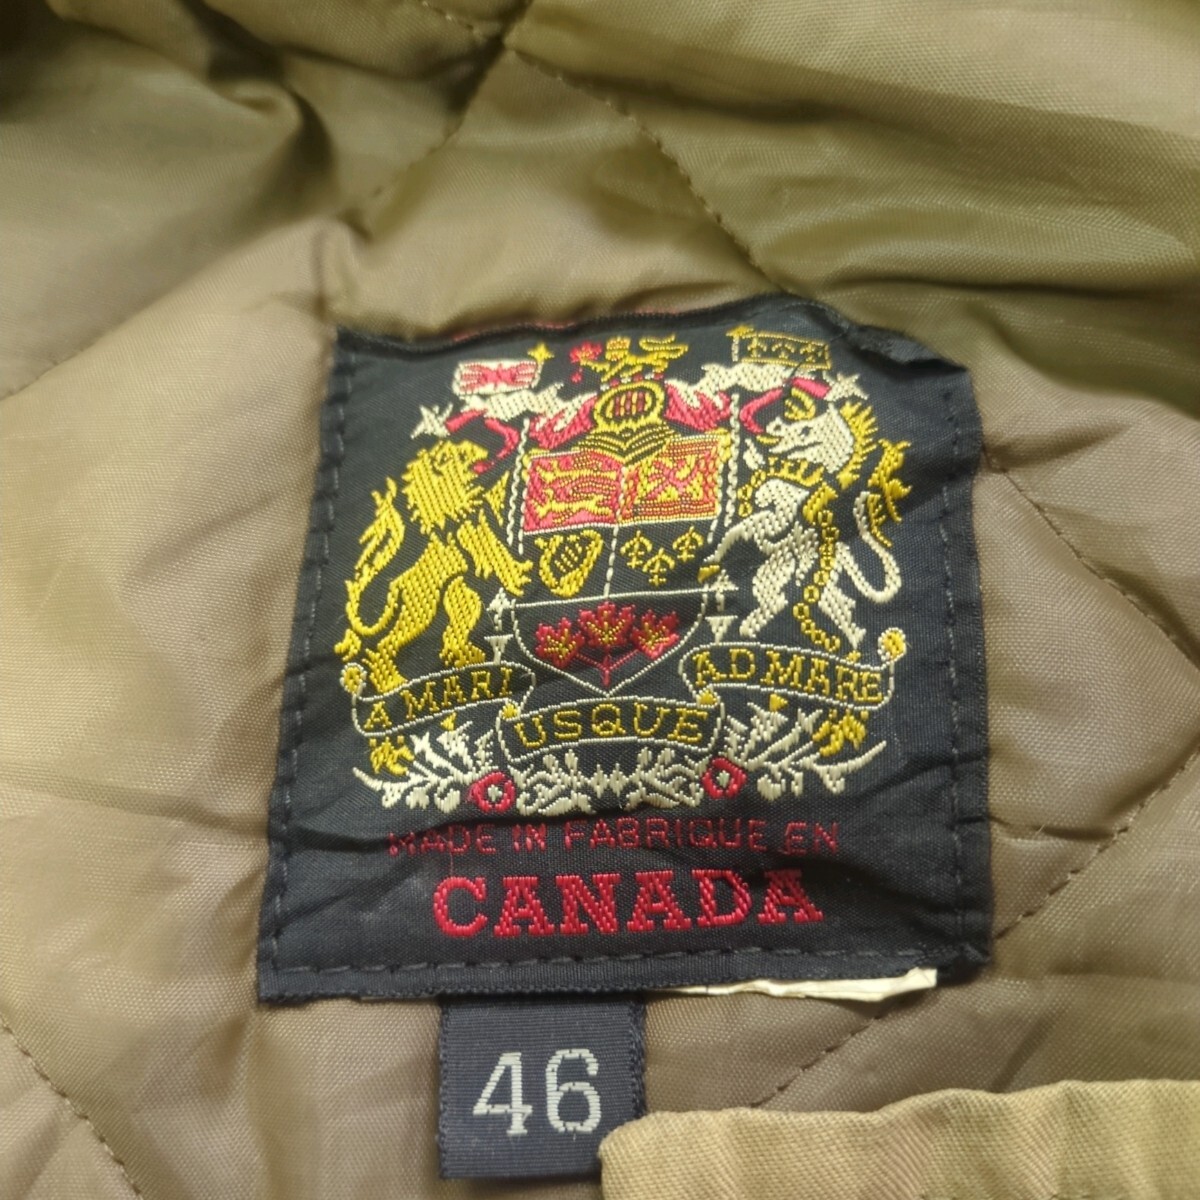 A MARI USQUE AD MARE
MADE IN FABRIQUE EN
CANADA
46